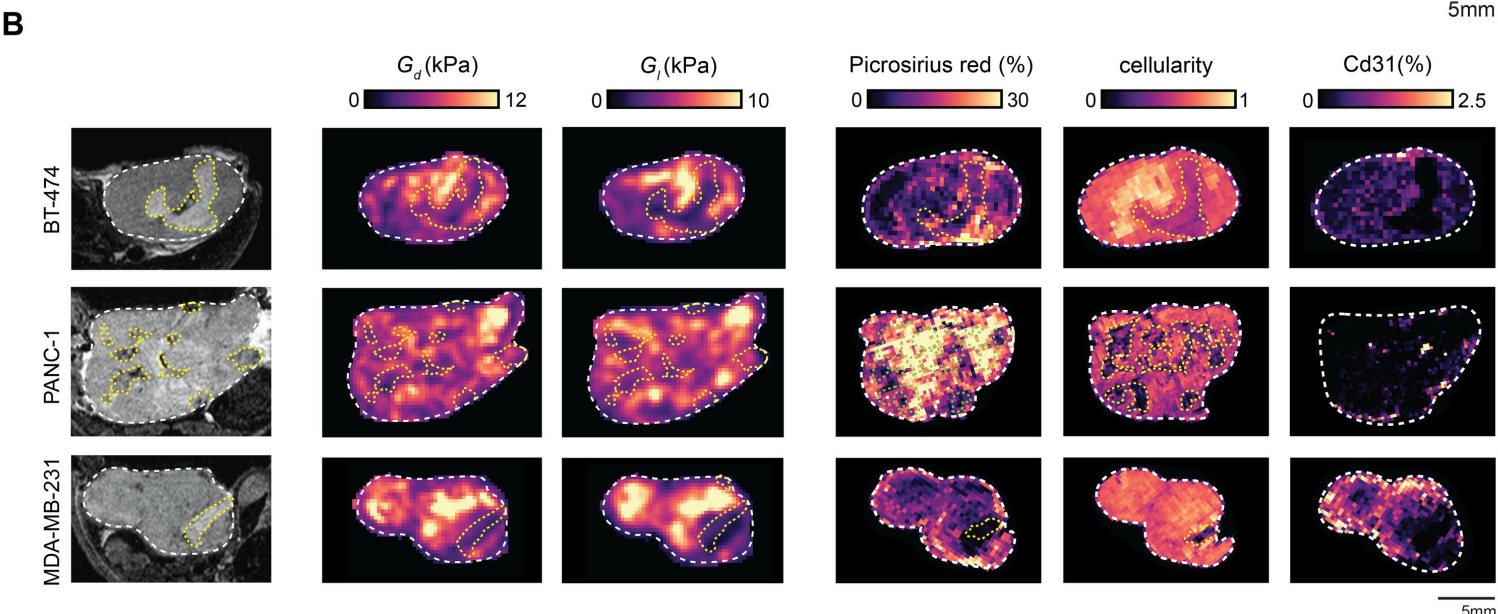 5mm
B
G_d (kPa)
0 12
G_l (kPa)
0 10
Picrosirius red (%)
0 30
cellularity
0 1
Cd31(%)
0 2.5
BT-474
PANC-1
MDA-MB-231
5mm